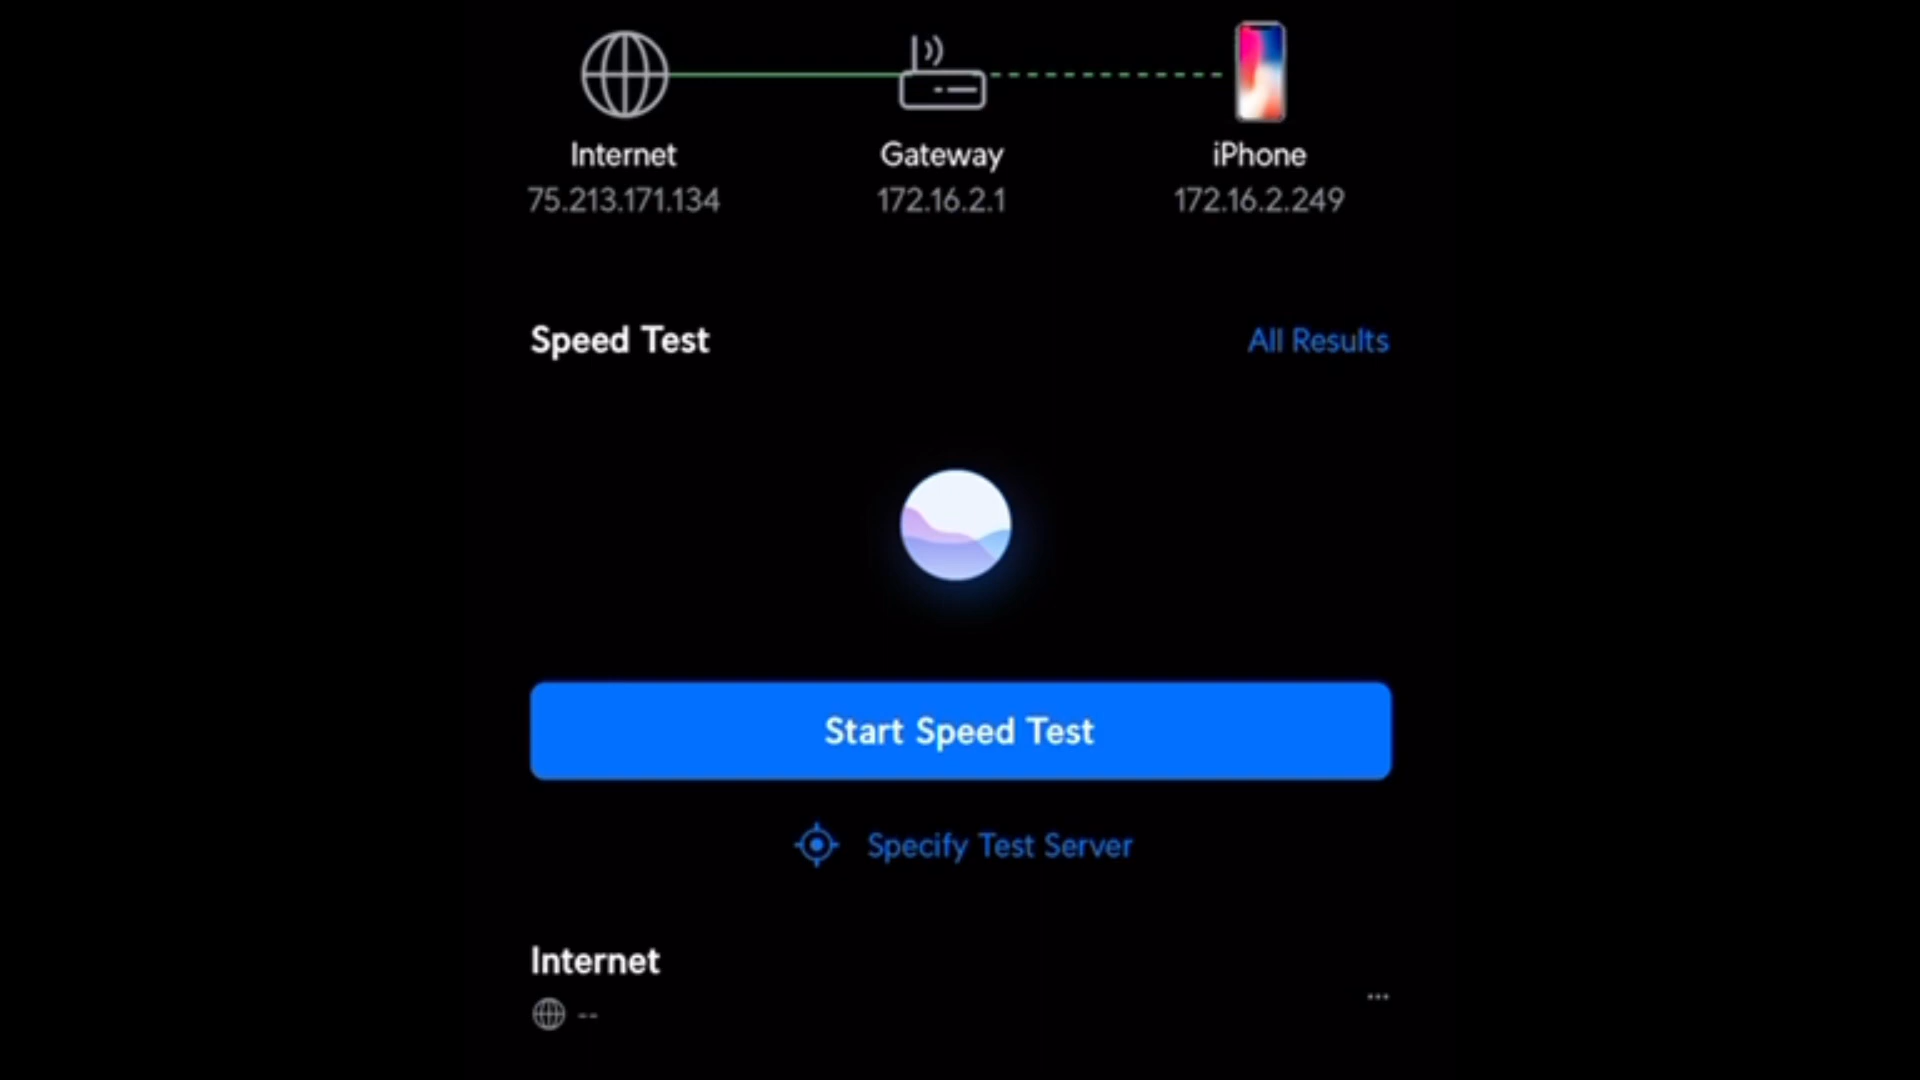 Internet
Gateway
iPhone
75.213.171.134
172.16.2.1
172.16.2.249
Speed Test
All Results
Start Speed Test
Specify Test Server
Internet
--
...